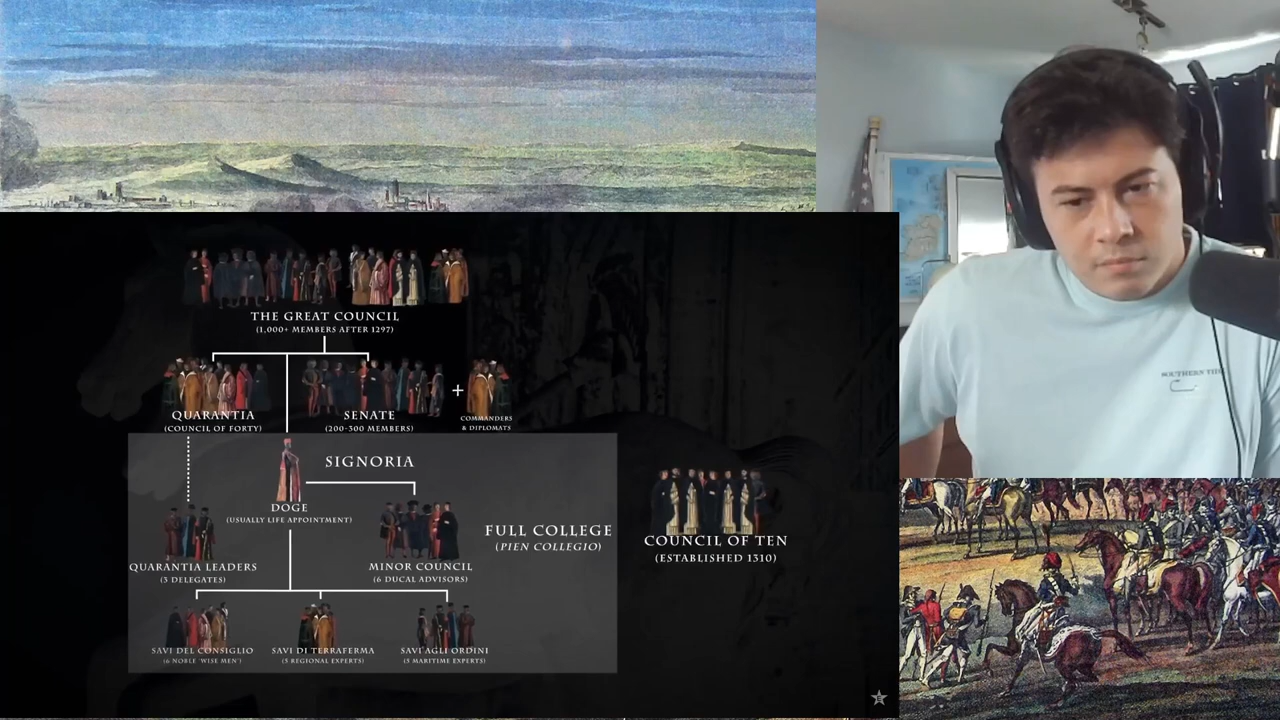 THE GREAT COUNCIL
(1,000+ MEMBERS AFTER 1297)
QUARANTIA
(COUNCIL OF FORTY)
SENATE
(200-300 MEMBERS)
+
COMMANDERS
& DIPLOMATS
SIGNORIA
DOGE
(USUALLY LIFE APPOINTMENT)
QUARANTIA LEADERS
(3 DELEGATES)
MINOR COUNCIL
(6 DUCAL ADVISORS)
FULL COLLEGE
(PIEN COLLEGIO)
COUNCIL OF TEN
(ESTABLISHED 1310)
SAVI DEL CONSIGLIO
(6 NOBLE 'WISE MEN')
SAVI DI TERRAFERMA
(5 REGIONAL EXPERTS)
SAVI AGLI ORDINI
(5 MARITIME EXPERTS)
SOUTHERN